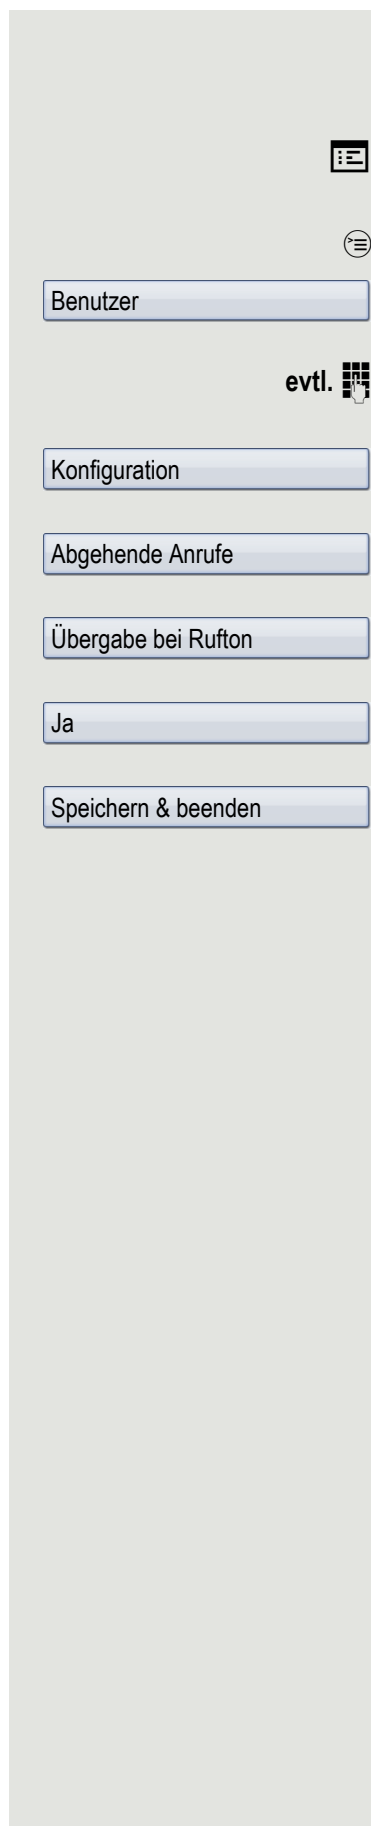 Benutzer
evtl.
Konfiguration
Abgehende Anrufe
Übergabe bei Rufton
Ja
Speichern & beenden